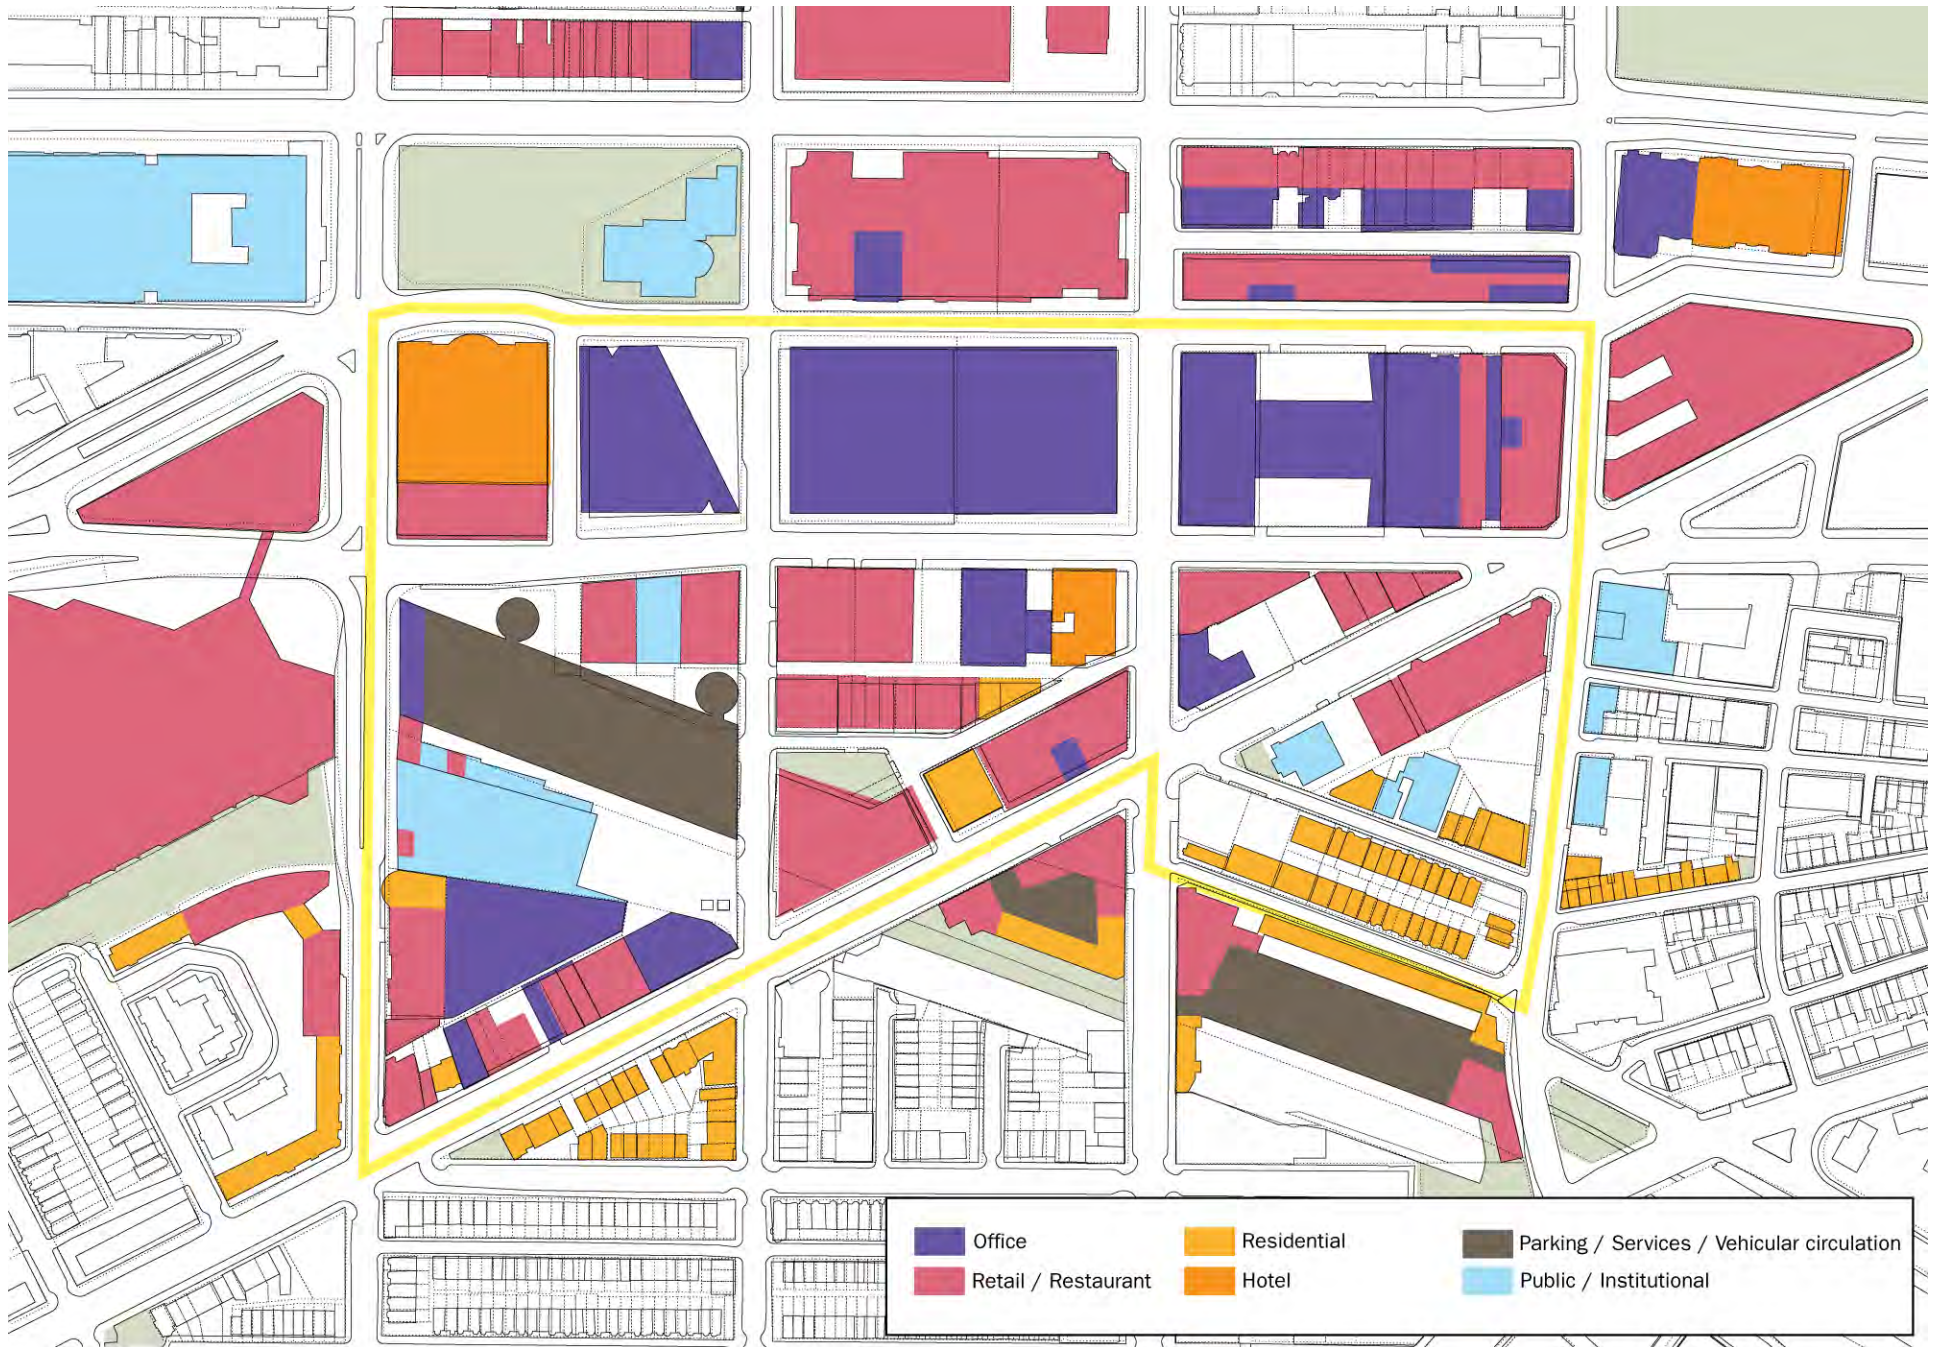 Office
Residential
Parking / Services / Vehicular circulation
Retail / Restaurant
Hotel
Public / Institutional